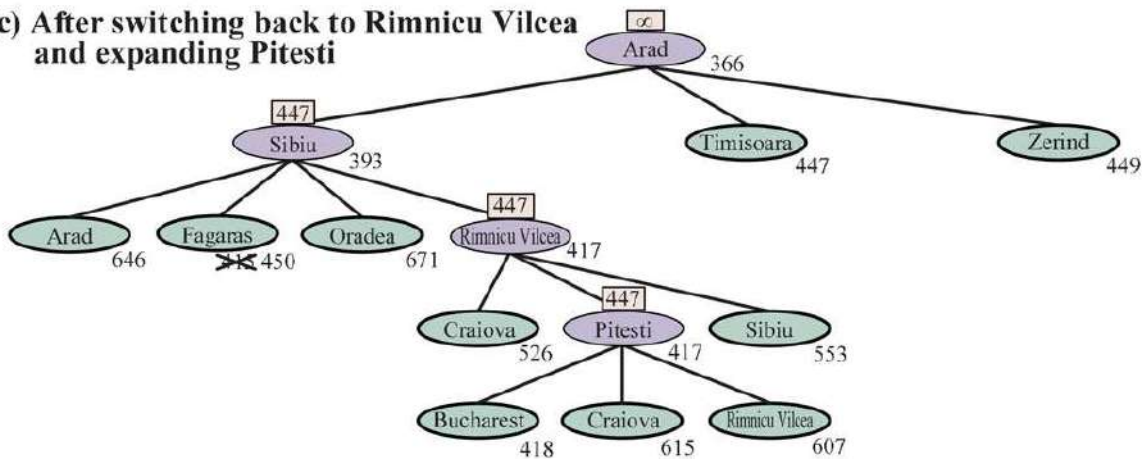 c) After switching back to Rimnicu Vilcea
and expanding Pitesti
∞
Arad
366
447
Sibiu
393
Timisoara
447
Zerind
449
Arad
646
Fagaras
415 450
Oradea
671
447
Rimnicu Vilcea
417
Craiova
526
447
Pitesti
417
Sibiu
553
Bucharest
418
Craiova
615
Rimnicu Vilcea
607